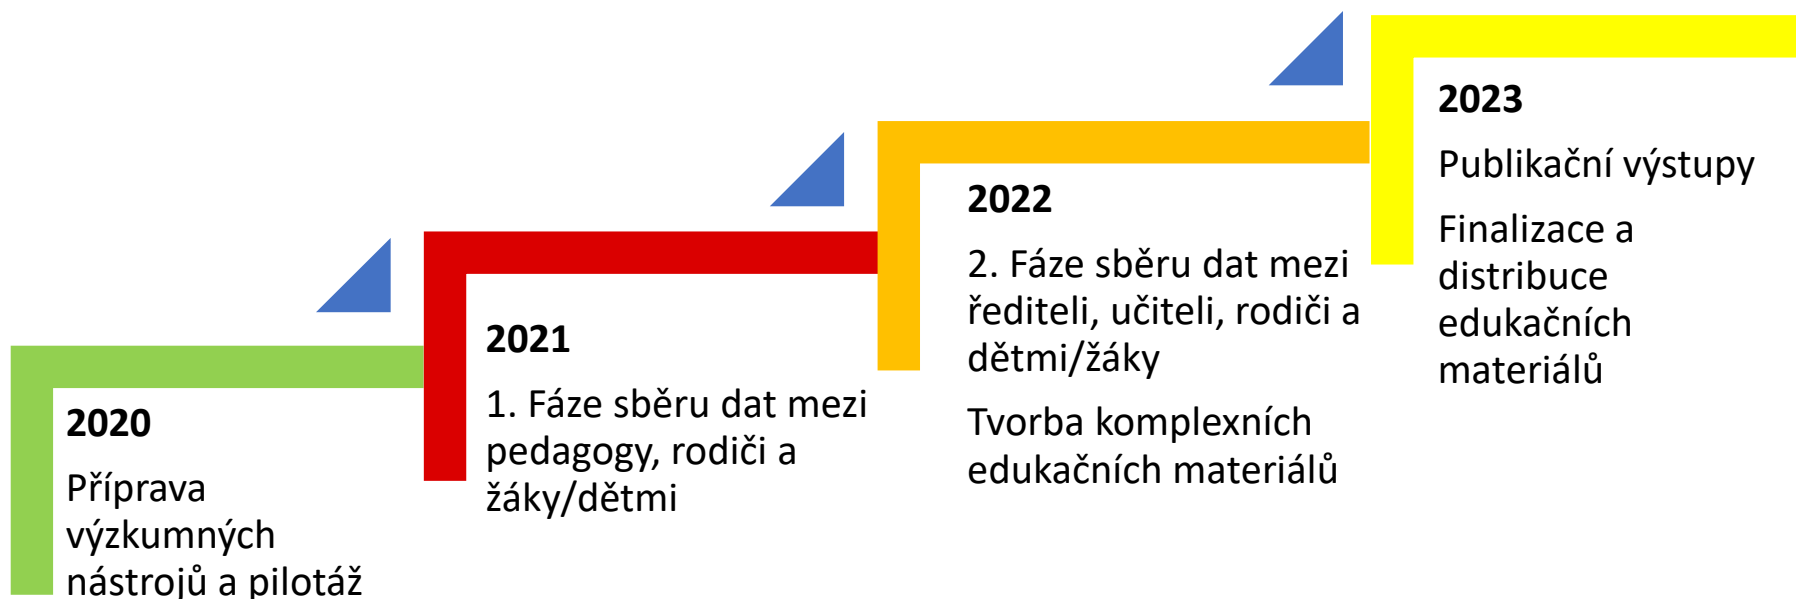 2020
Příprava
výzkumných
nástrojů a pilotáž
2021
1. Fáze sběru dat mezi
pedagogy, rodiči a
žáky/dětmi
2022
2. Fáze sběru dat mezi
řediteli, učiteli, rodiči a
dětmi/žáky
Tvorba komplexních
edukačních materiálů
2023
Publikační výstupy
Finalizace a
distribuce
edukačních
materiálů